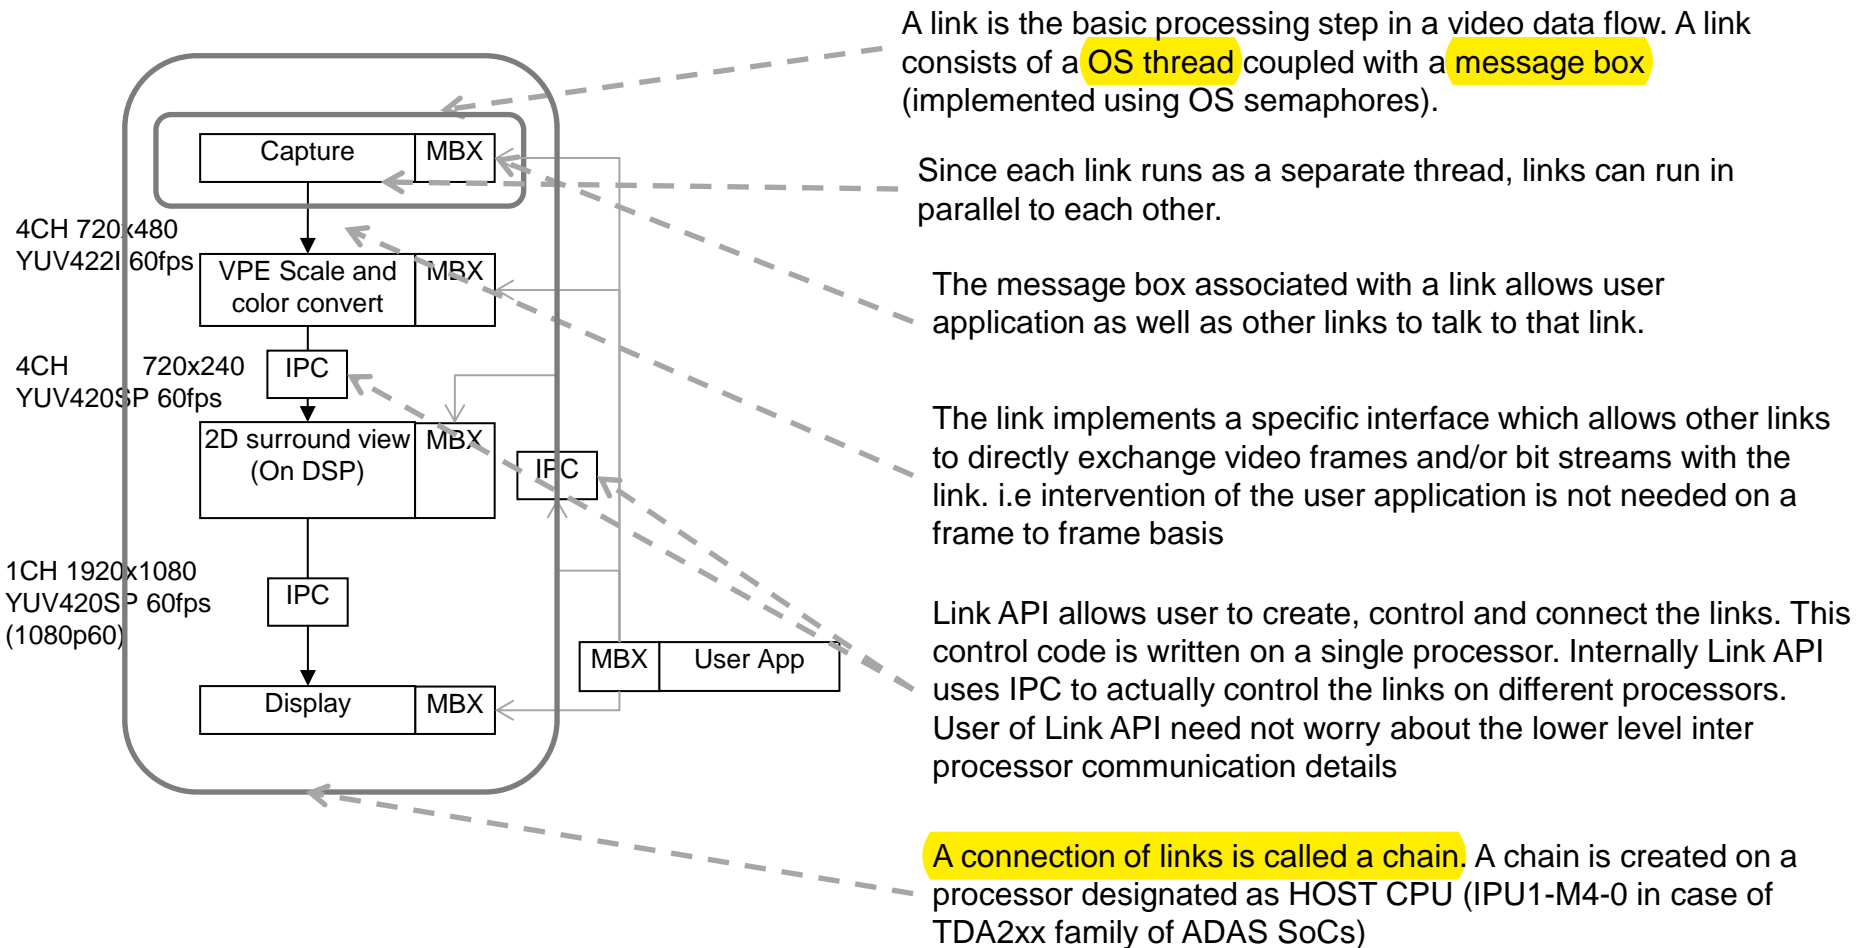 A link is the basic processing step in a video data flow. A link
consists of a OS thread coupled with a message box
(implemented using OS semaphores).
Capture
MBX
Since each link runs as a separate thread, links can run in
parallel to each other.
4CH 720x480
YUV422I 60fps
VPE Scale and
color convert
MBX
The message box associated with a link allows user
application as well as other links to talk to that link.
4CH 720x240
YUV420SP 60fps
IPC
2D surround view
(On DSP)
MBX
IPC
The link implements a specific interface which allows other links
to directly exchange video frames and/or bit streams with the
link. i.e intervention of the user application is not needed on a
frame to frame basis
1CH 1920x1080
YUV420SP 60fps
(1080p60)
IPC
MBX
User App
Display
MBX
Link API allows user to create, control and connect the links. This
control code is written on a single processor. Internally Link API
uses IPC to actually control the links on different processors.
User of Link API need not worry about the lower level inter
processor communication details
A connection of links is called a chain. A chain is created on a
processor designated as HOST CPU (IPU1-M4-0 in case of
TDA2xx family of ADAS SoCs)